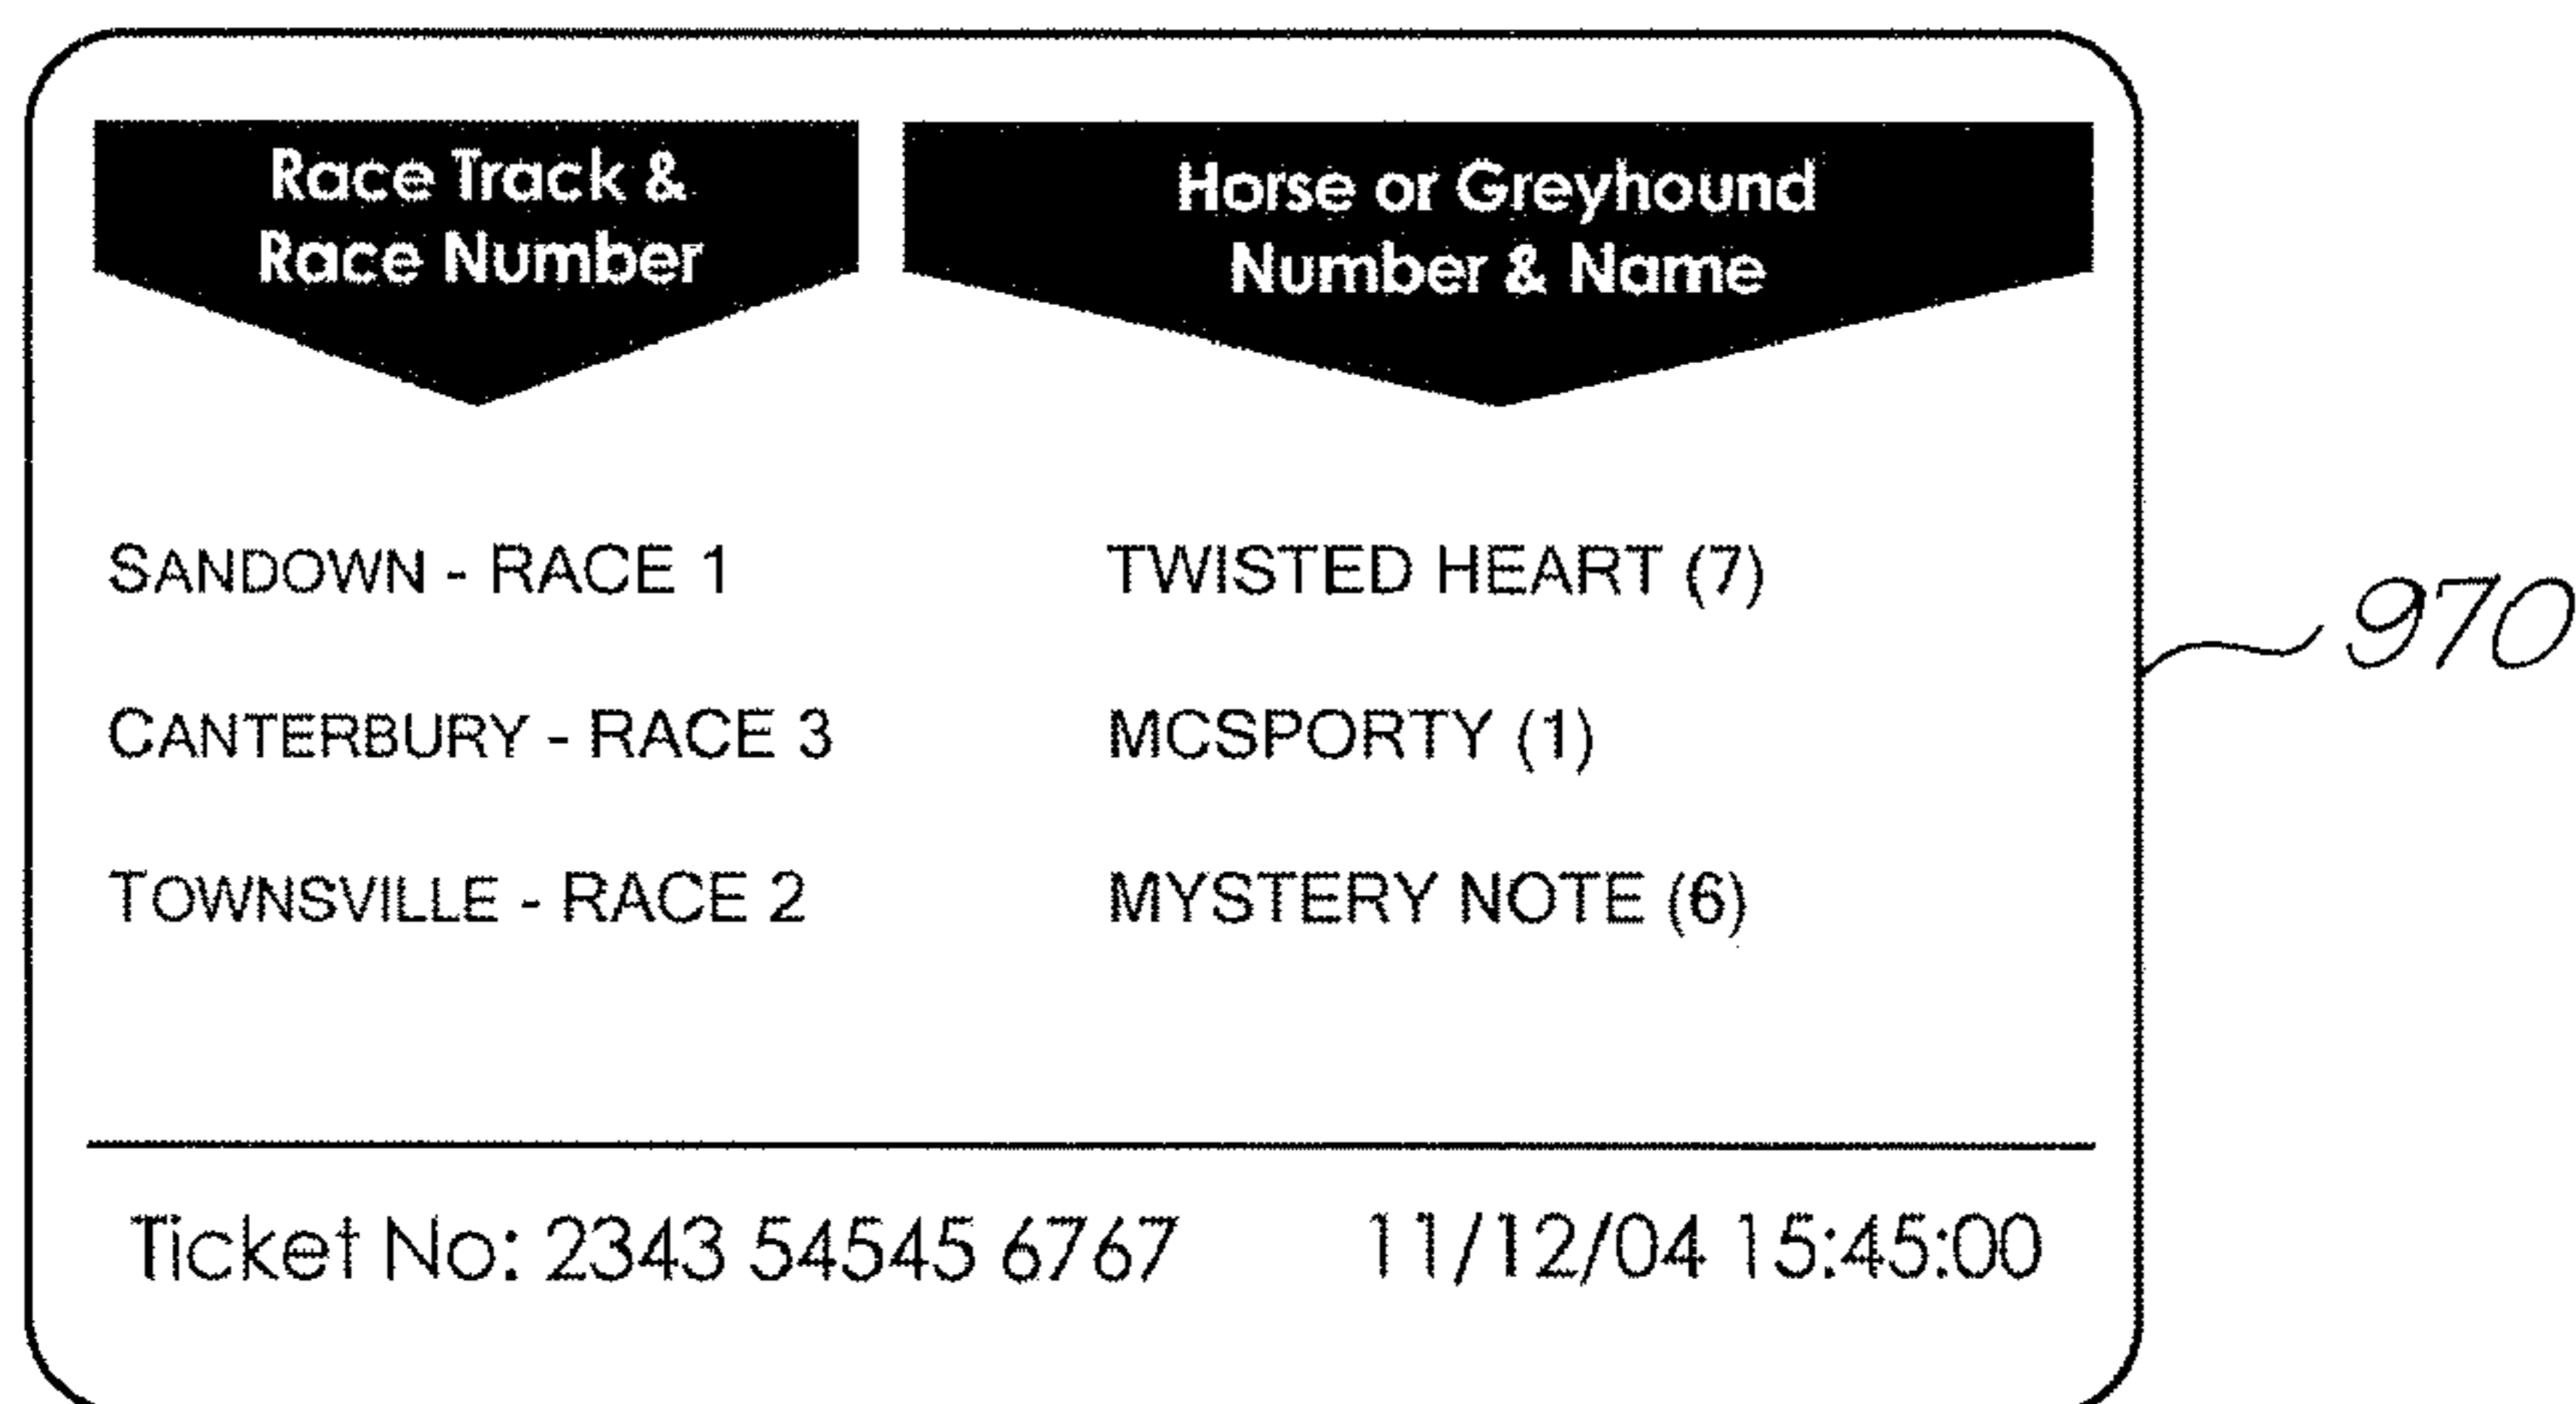 Race Track &
Race Number
Horse or Greyhound
Number & Name
SANDOWN - RACE 1 TWISTED HEART (7)
CANTERBURY - RACE 3 MCSPORTY (1)
TOWNSVILLE - RACE 2 MYSTERY NOTE (6)
970
Ticket No: 2343 54545 6767 11/12/04 15:45:00